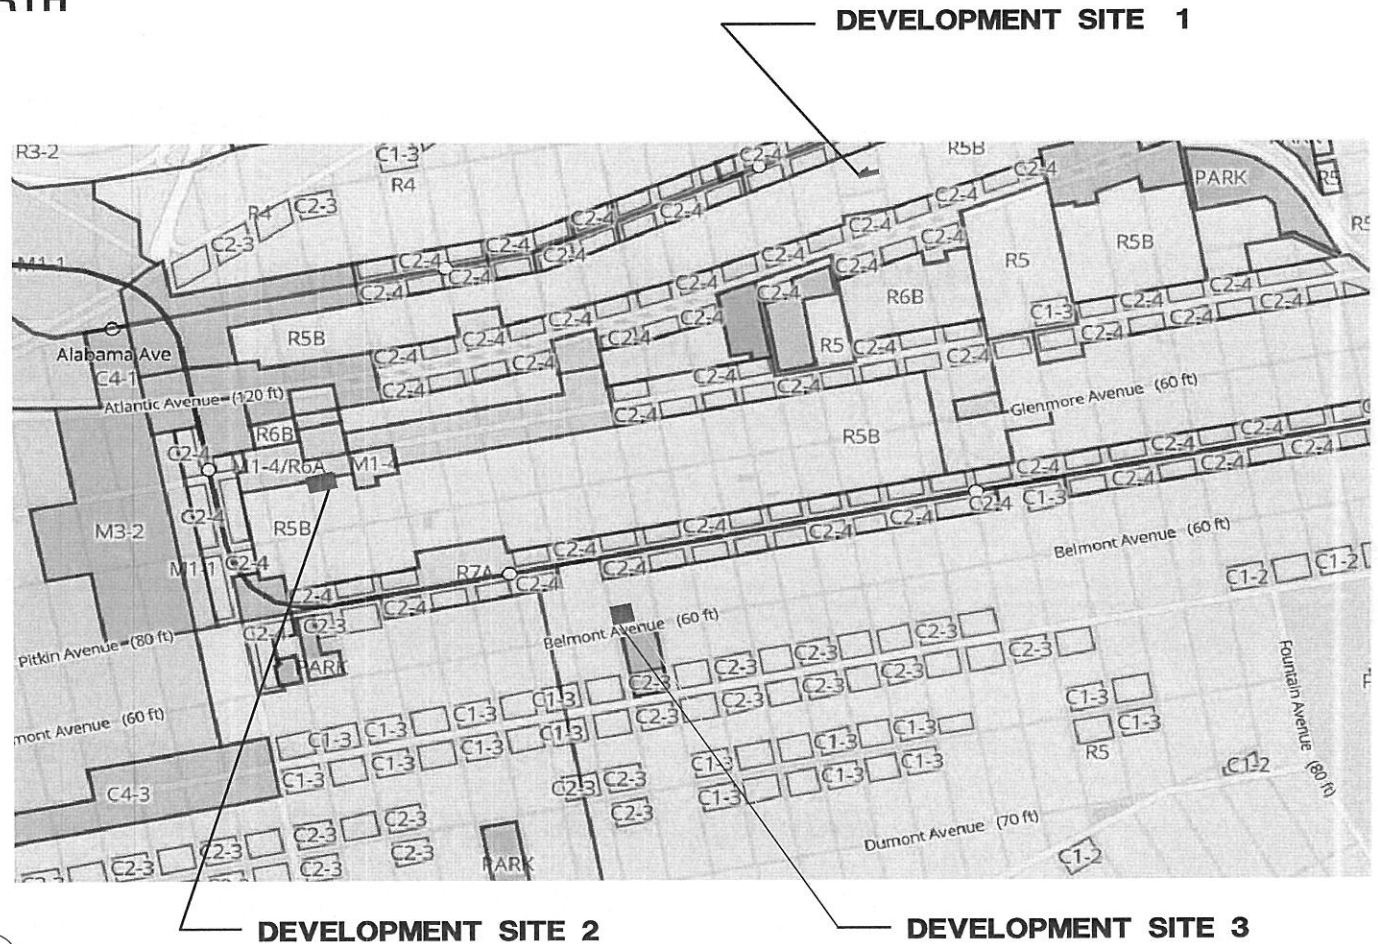 DEVELOPMENT SITE 1
R3-2
C1-3
R4
C2-4
R5B
C2-4
PARK
R5
R4
C2-3
C2-3
C2-4
C2-4
C2-4
C2-4
R5B
M1-1
C2-4
C2-4
C2-4
C2-4
C2-4
R5
C2-4
C2-4
C2-4
C2-4
C2-4
R6B
C1-3
C2-4
C2-4
C2-4
Alabama Ave
R5B
C2-4
C2-4
C2-4
C2-4
C2-4
C2-4
R5
C2-4
C2-4
C2-4
C4-1
C2-4
C2-4
C2-4
C2-4
Atlantic Avenue (120 ft)
C2-4
Glenmore Avenue (60 ft)
R6B
R5B
C2-4
C2-4
C2-4
M1-4/R6A
M1-4
C2-4
C2-4
C2-4
C2-4
C2-4
C1-3
C2-4
M3-2
R5B
C2-4
C2-4
C2-4
Belmont Avenue (60 ft)
M1-1
C2-4
C2-4
C2-4
R7A
C2-4
C1-2
C1-2
C2-4
C2-4
C2-4
C2-3
Belmont Avenue (60 ft)
Pitkin Avenue (80 ft)
PARK
C2-3
C2-3
C2-3
C2-3
C2-3
C2-3
C2-3
Fountain Avenue (80 ft)
mont Avenue (60 ft)
C1-3
C1-3
C1-3
C1-3
C2-3
C2-3
C2-3
C1-3
C1-3
C1-3
C1-3
C1-3
C1-3
C1-3
C1-3
C1-3
R5
C4-3
C1-3
C2-3
C2-3
C1-3
C1-3
C1-3
C1-2
C2-3
C2-3
C2-3
C2-3
C2-3
C2-3
C2-3
PARK
Dumont Avenue (70 ft)
C1-2
DEVELOPMENT SITE 2
DEVELOPMENT SITE 3